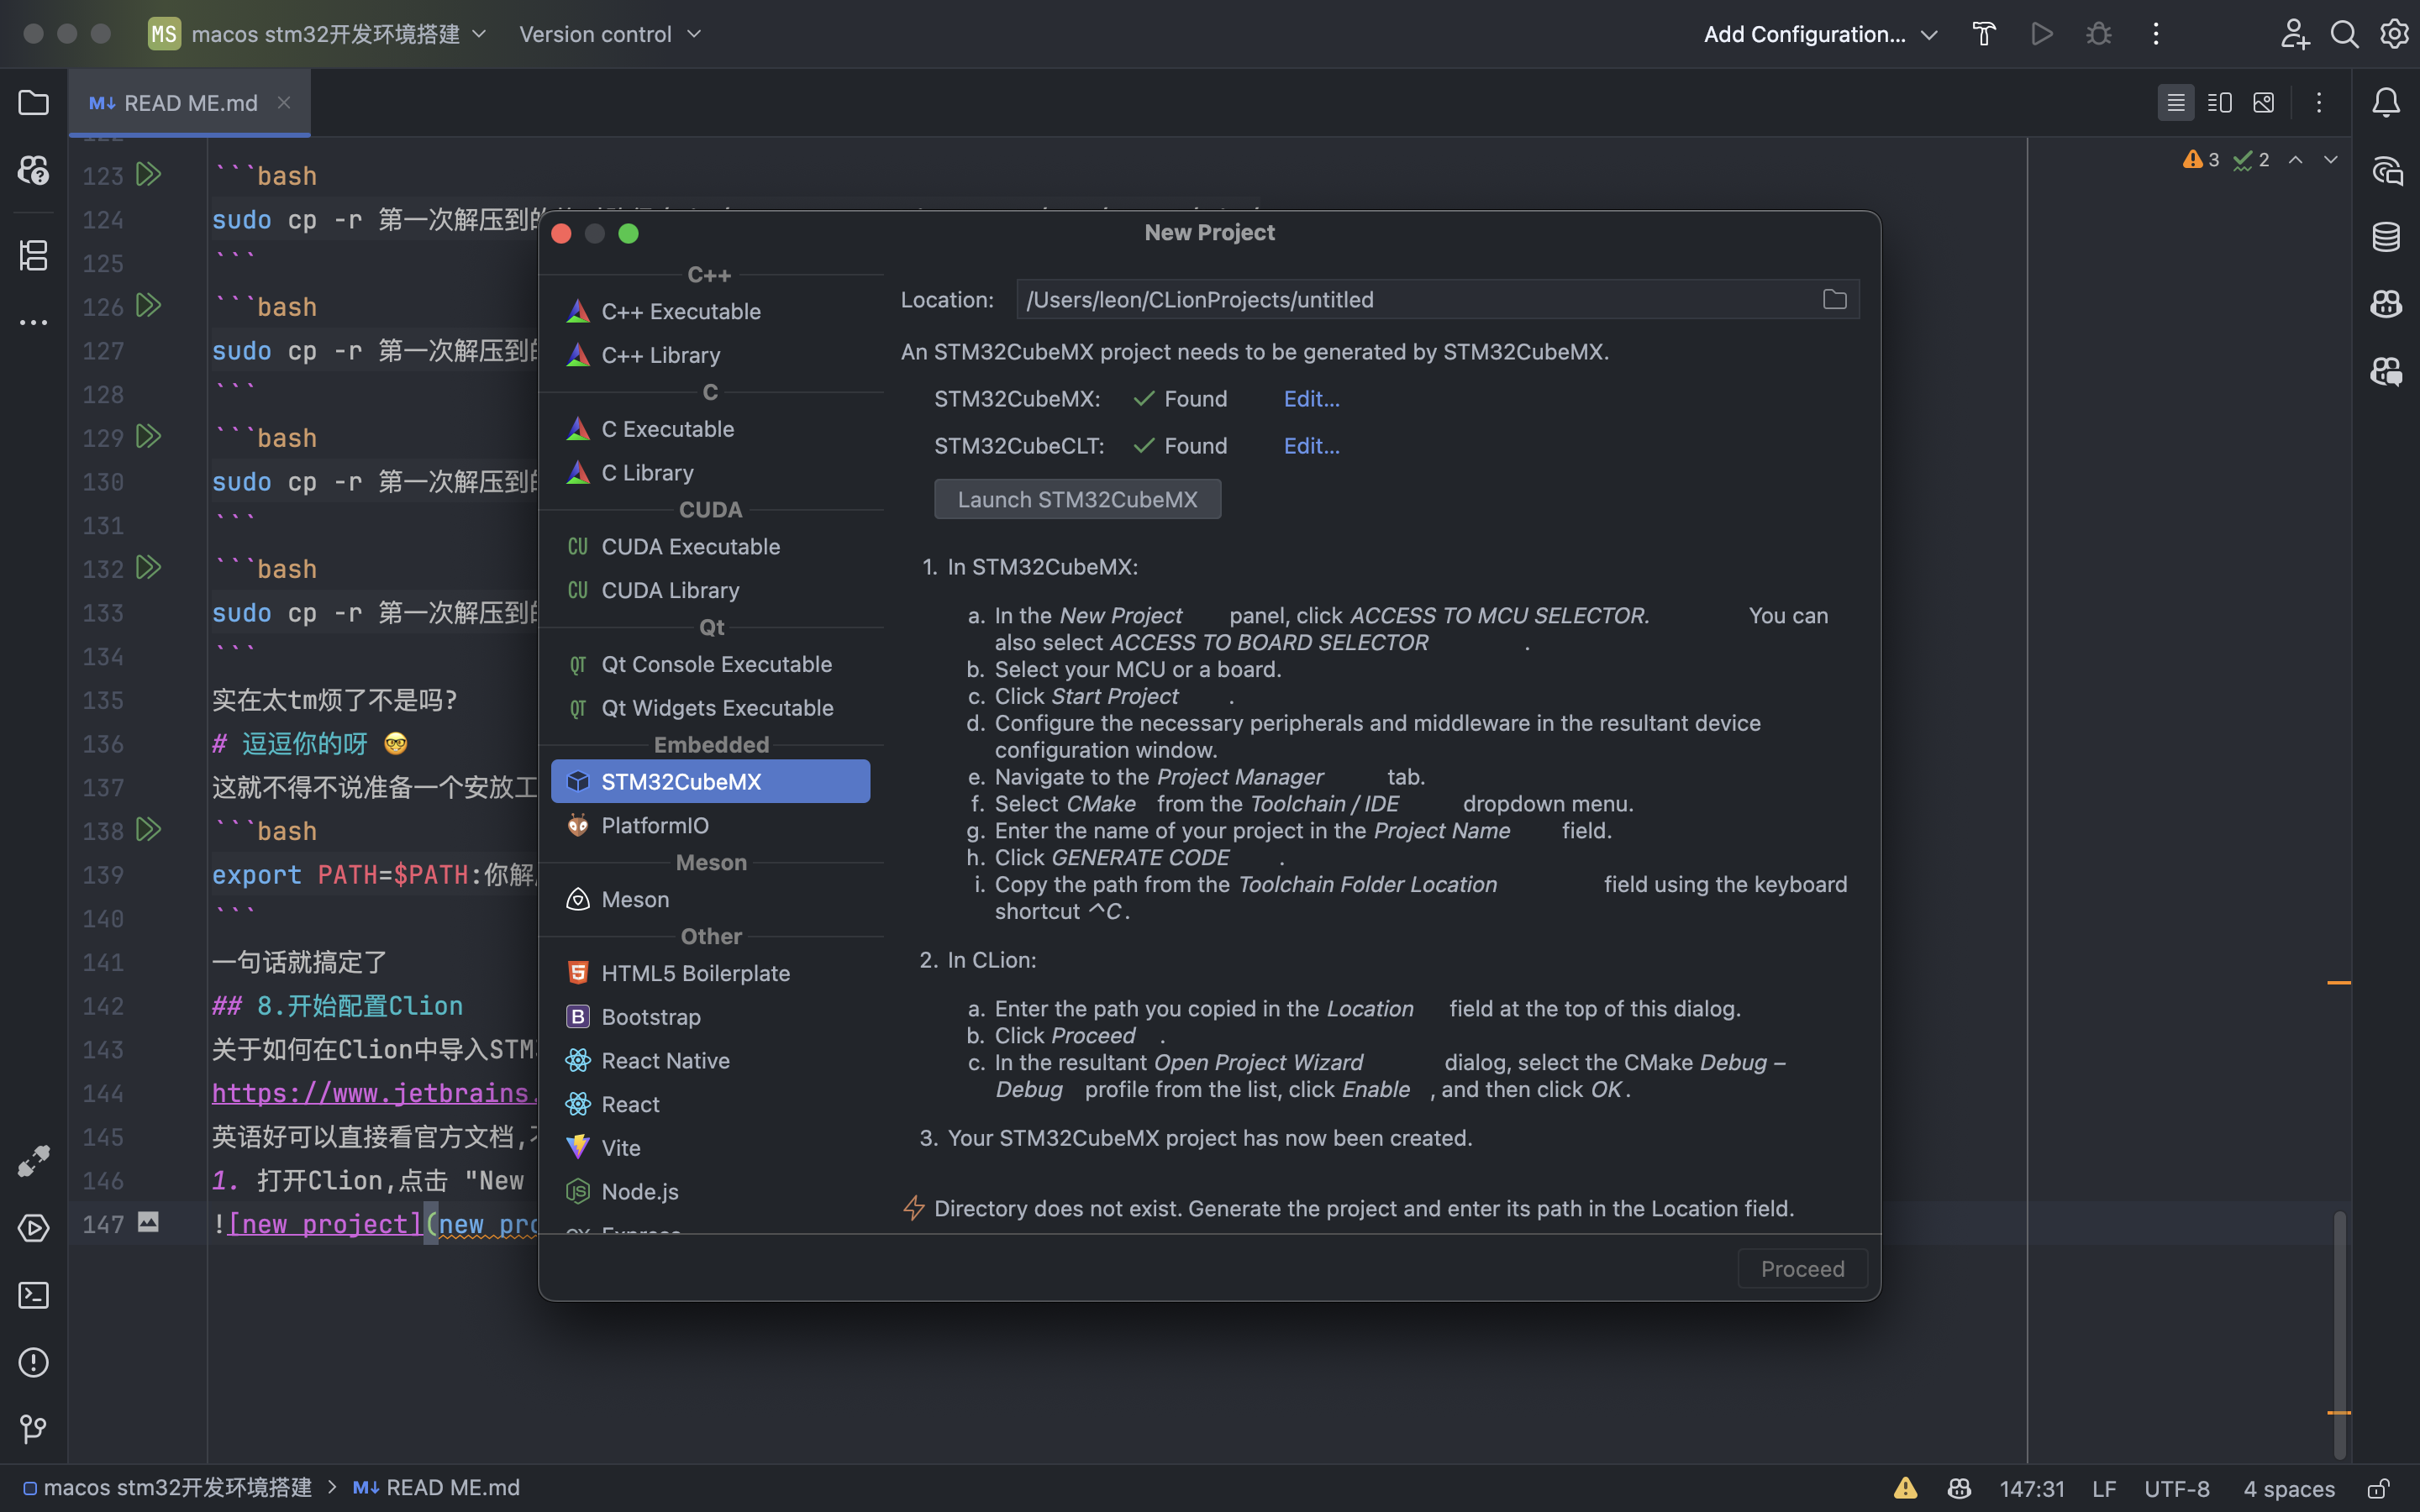 MS macos stm32开发环境搭建 Version control Add Configuration...
M↓ READ ME.md
3 2
123 ```bash
124 sudo cp -r 第一次解压到的
125 ```
126 ```bash
127 sudo cp -r 第一次解压到的
128 ```
129 ```bash
130 sudo cp -r 第一次解压到的
131 ```
132 ```bash
133 sudo cp -r 第一次解压到的
134 ```
135 实在太tm烦了不是吗?
136 # 逗逗你的呀 🤓
137 这就不得不说准备一个安放工
138 ```bash
139 export PATH=$PATH:你解
140 ```
141 一句话就搞定了
142 ## 8.开始配置Clion
143 关于如何在Clion中导入STM
144 https://www.jetbrains.
145 英语好可以直接看官方文档,
146 1. 打开Clion,点击 "New
147 ![new project](new pro
New Project
C++
C++ Executable
C++ Library
C
C Executable
C Library
CUDA
CU CUDA Executable
CU CUDA Library
Qt
QT Qt Console Executable
QT Qt Widgets Executable
Embedded
STM32CubeMX
PlatformIO
Meson
Meson
Other
HTML5 Boilerplate
Bootstrap
React Native
React
Vite
Node.js
Express
Location: /Users/leon/CLionProjects/untitled
An STM32CubeMX project needs to be generated by STM32CubeMX.
STM32CubeMX: Found Edit...
STM32CubeCLT: Found Edit...
Launch STM32CubeMX
1. In STM32CubeMX:
a. In the New Project panel, click ACCESS TO MCU SELECTOR. You can
also select ACCESS TO BOARD SELECTOR .
b. Select your MCU or a board.
c. Click Start Project .
d. Configure the necessary peripherals and middleware in the resultant device
configuration window.
e. Navigate to the Project Manager tab.
f. Select CMake from the Toolchain / IDE dropdown menu.
g. Enter the name of your project in the Project Name field.
h. Click GENERATE CODE .
i. Copy the path from the Toolchain Folder Location field using the keyboard
shortcut ^C .
2. In CLion:
a. Enter the path you copied in the Location field at the top of this dialog.
b. Click Proceed .
c. In the resultant Open Project Wizard dialog, select the CMake Debug –
Debug profile from the list, click Enable , and then click OK .
3. Your STM32CubeMX project has now been created.
Directory does not exist. Generate the project and enter its path in the Location field.
Proceed
macos stm32开发环境搭建 > M↓ READ ME.md 147:31 LF UTF-8 4 spaces